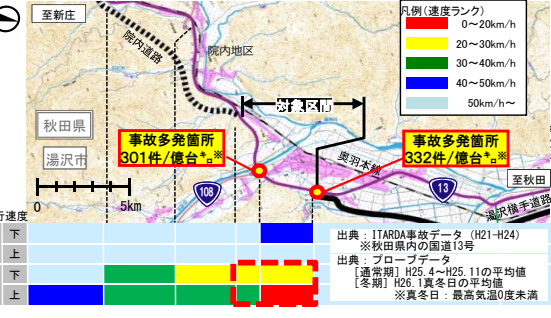 至新庄
院内道路
院内地区
対象区間
凡例(速度ランク)
0~20km/h
20~30km/h
30~40km/h
40~50km/h
50km/h~
秋田県
湯沢市
事故多発箇所
301件/億台㌔※
事故多発箇所
332件/億台㌔※
奥羽本線
108
13
至秋田
湯沢横手道路
0
5km
行速度
下
上
下
上
出典:ITARDA事故データ(H21-H24)
※秋田県内の国道13号
出典:プローブデータ
[通常期]H25.4~H25.11の平均値
[冬期]H26.1真冬日の平均値
※真冬日:最高気温0度未満